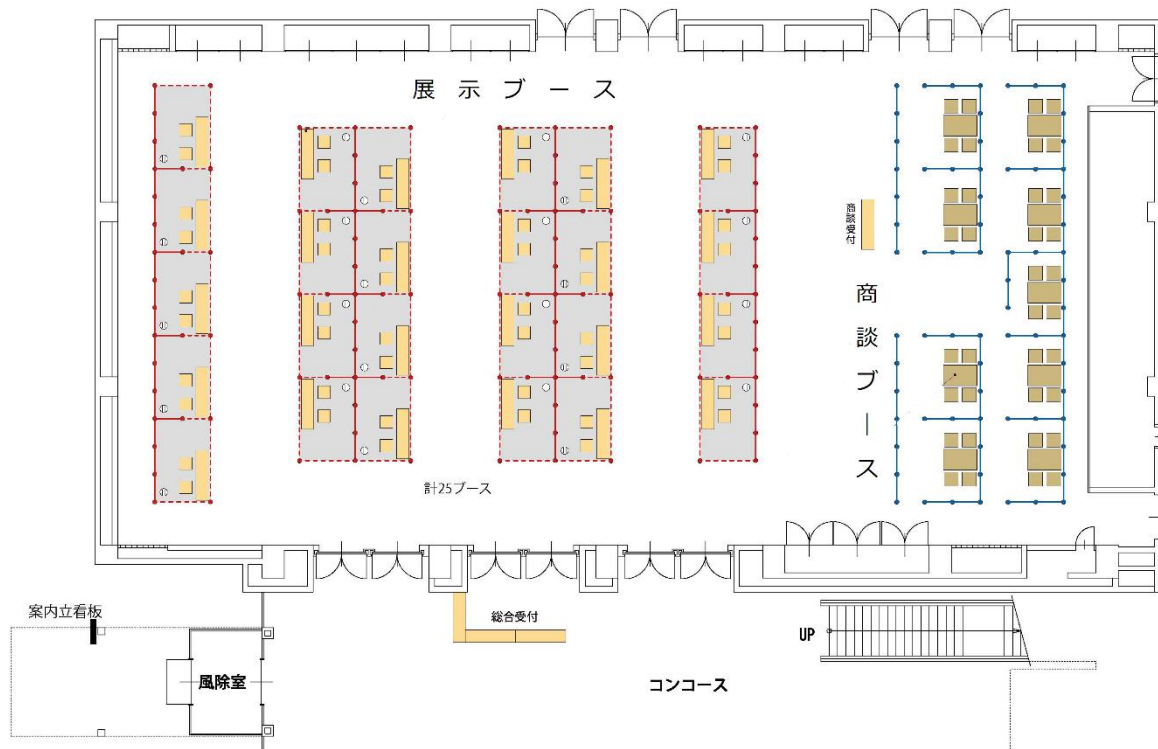 展示ブース
商談受付
商談ブース
計25ブース
案内立看板
総合受付
UP
風除室
コンコース